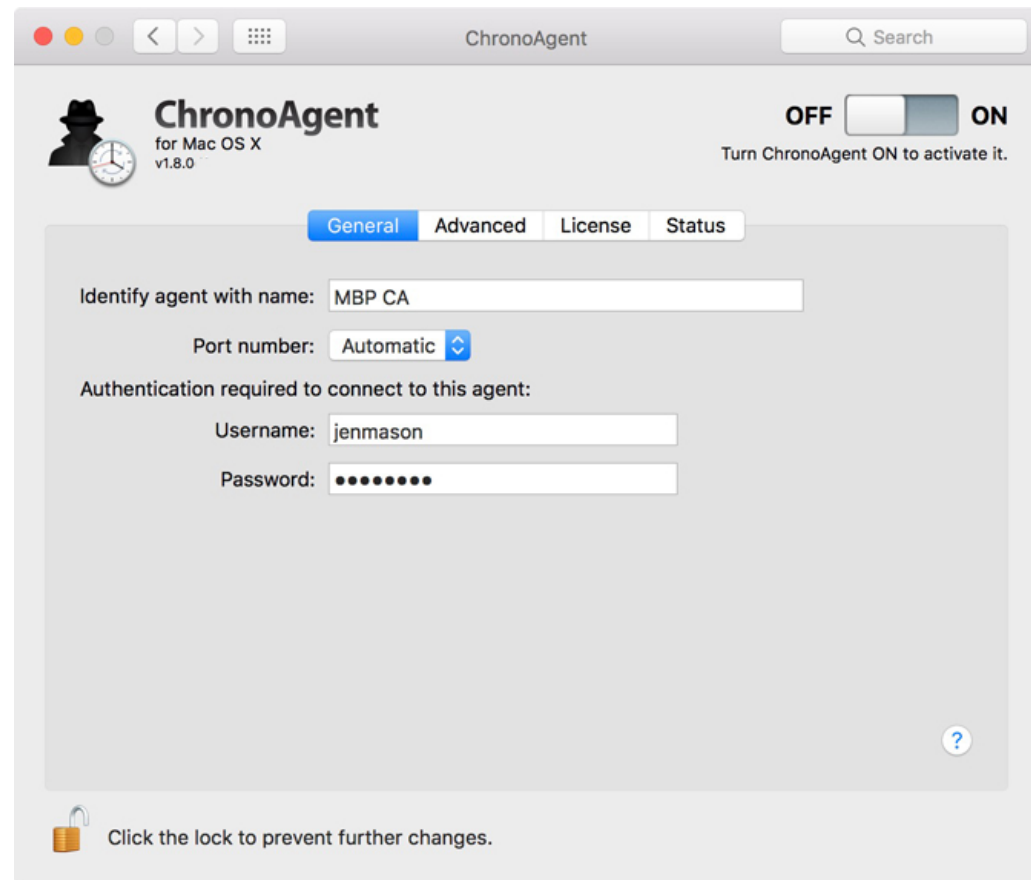 ChronoAgent
Search
ChronoAgent
for Mac OS X
v1.8.0
OFF ON
Turn ChronoAgent ON to activate it.
General Advanced License Status
Identify agent with name: MBP CA
Port number: Automatic
Authentication required to connect to this agent:
Username: jenmason
Password: ••••••••
?
Click the lock to prevent further changes.